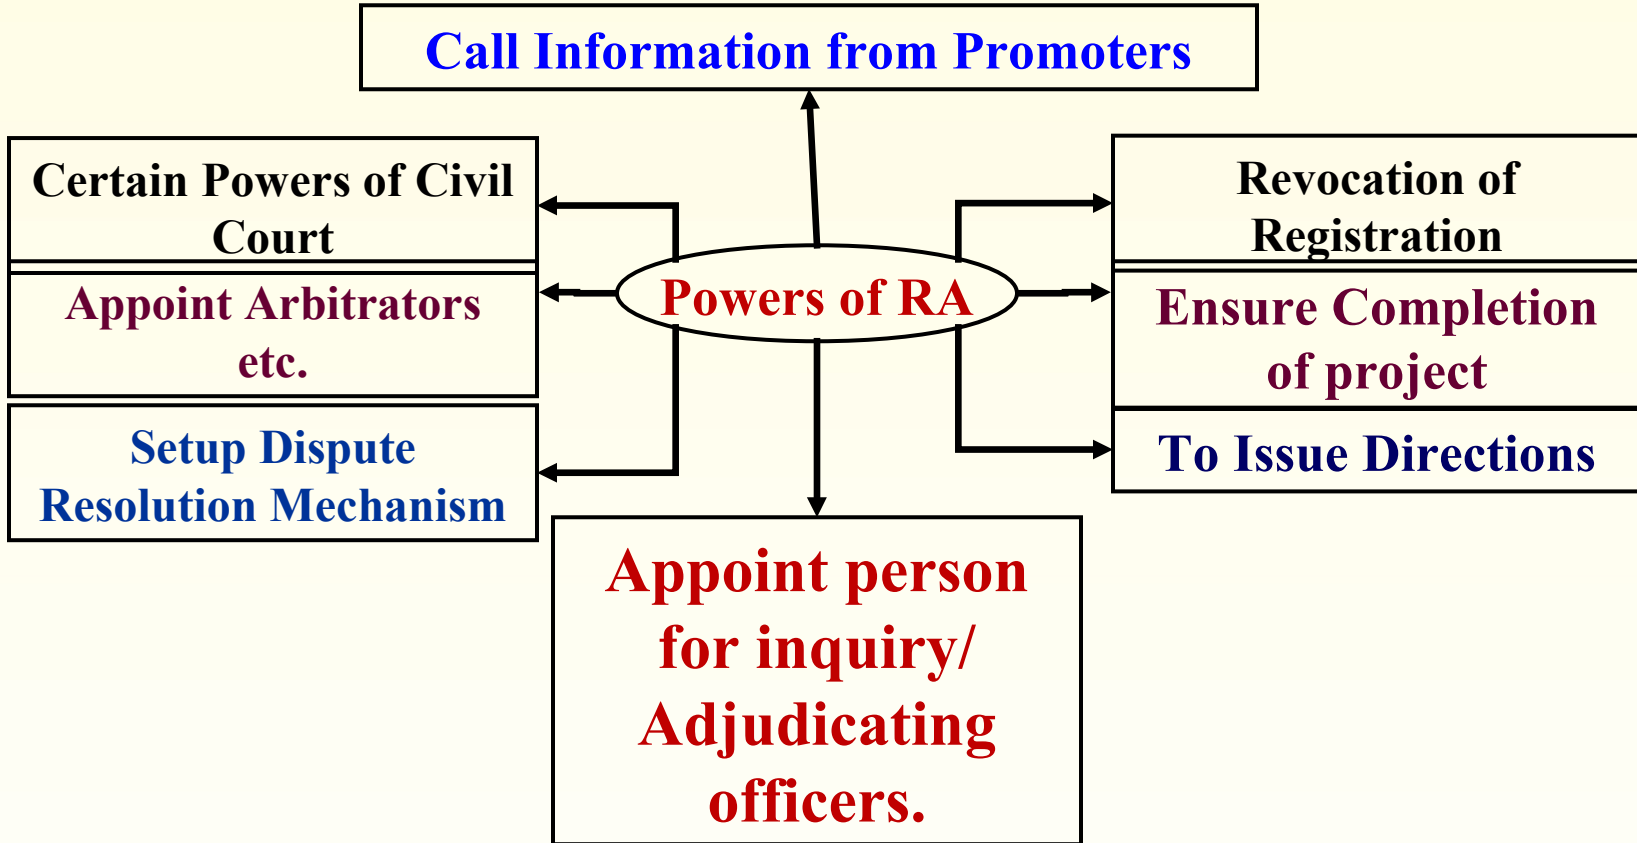 Call Information from Promoters
Certain Powers of Civil
Court
Appoint Arbitrators
etc.
Setup Dispute
Resolution Mechanism
Powers of RA
Revocation of
Registration
Ensure Completion
of project
To Issue Directions
Appoint person
for inquiry/
Adjudicating
officers.